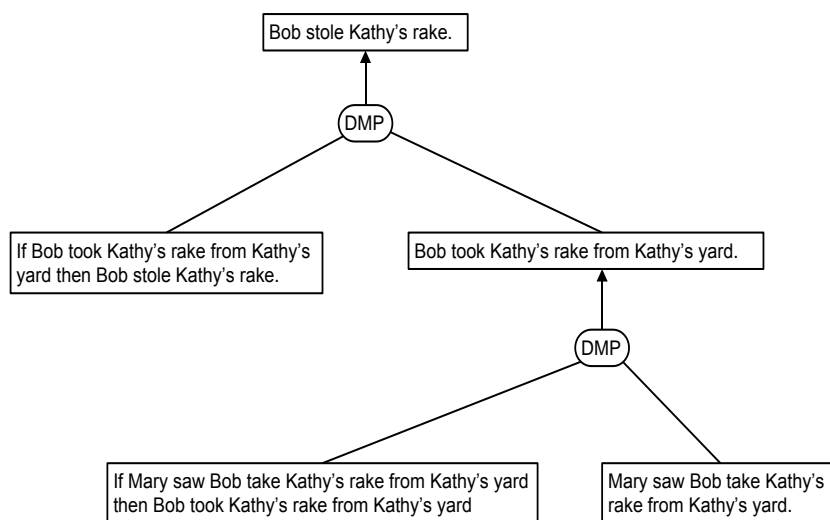 Bob stole Kathy’s rake.
DMP
If Bob took Kathy’s rake from Kathy’s
yard then Bob stole Kathy’s rake.
Bob took Kathy’s rake from Kathy’s yard.
DMP
If Mary saw Bob take Kathy’s rake from Kathy’s yard
then Bob took Kathy’s rake from Kathy’s yard
Mary saw Bob take Kathy’s
rake from Kathy’s yard.